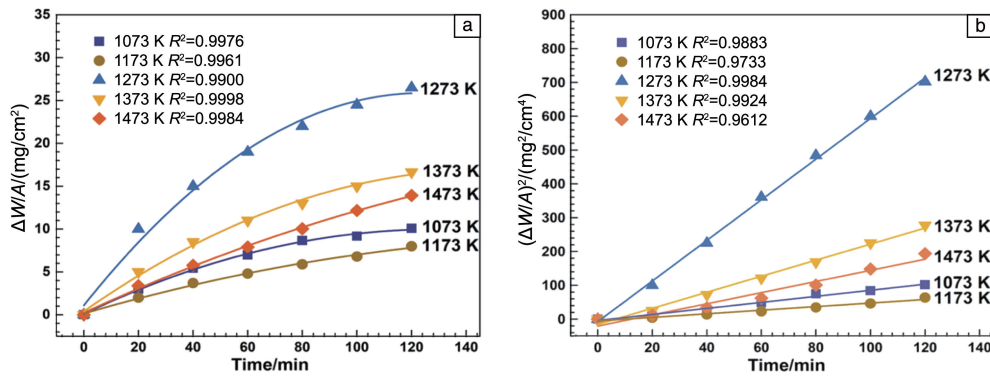 a
35
30
25
20
15
10
5
0
ΔW/A/(mg/cm²)
1073 K R²=0.9976
1173 K R²=0.9961
1273 K R²=0.9900
1373 K R²=0.9998
1473 K R²=0.9984
1273 K
1373 K
1473 K
1073 K
1173 K
0 20 40 60 80 100 120 140
Time/min
b
900
800
700
600
500
400
300
200
100
0
(ΔW/A)²/(mg²/cm⁴)
1073 K R²=0.9883
1173 K R²=0.9733
1273 K R²=0.9984
1373 K R²=0.9924
1473 K R²=0.9612
1273 K
1373 K
1473 K
1073 K
1173 K
0 20 40 60 80 100 120 140
Time/min